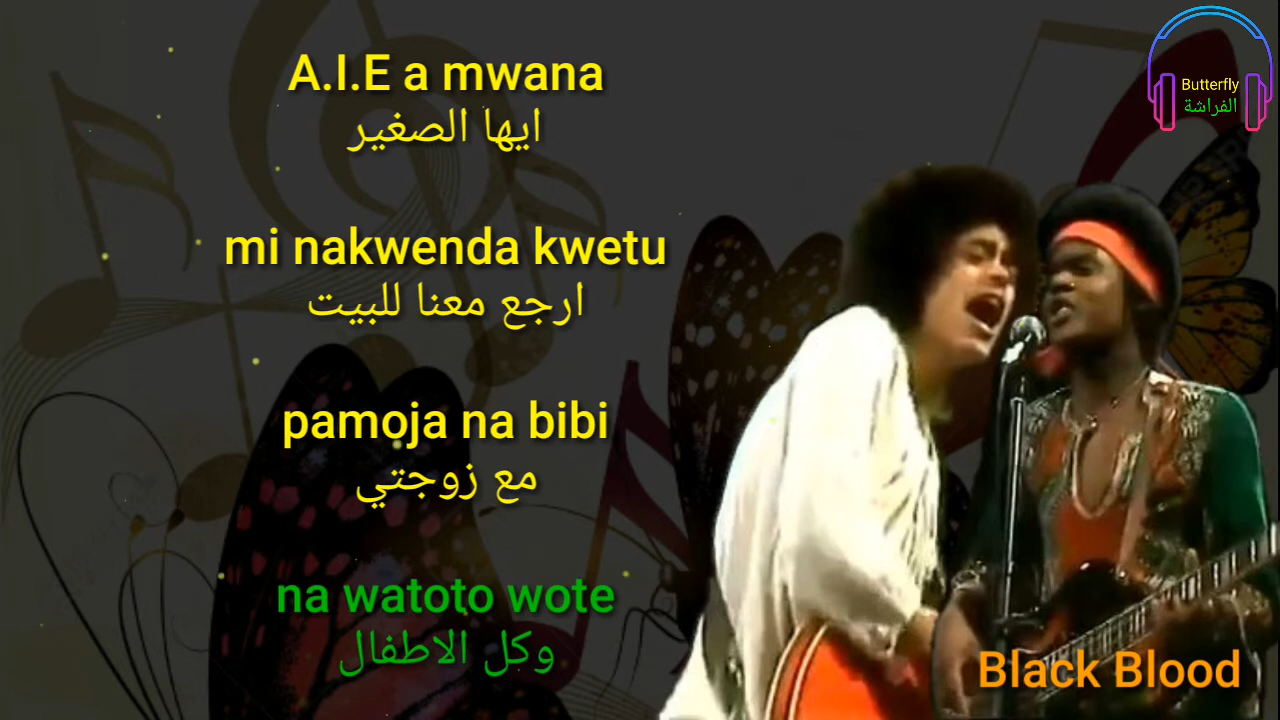 A.I.E a mwana
ايها الصغير
mi nakwenda kwetu
ارجع معنا للبيت
pamoja na bibi
مع زوجتي
na watoto wote
وكل الاطفال
Butterfly
الفراشة
Black Blood